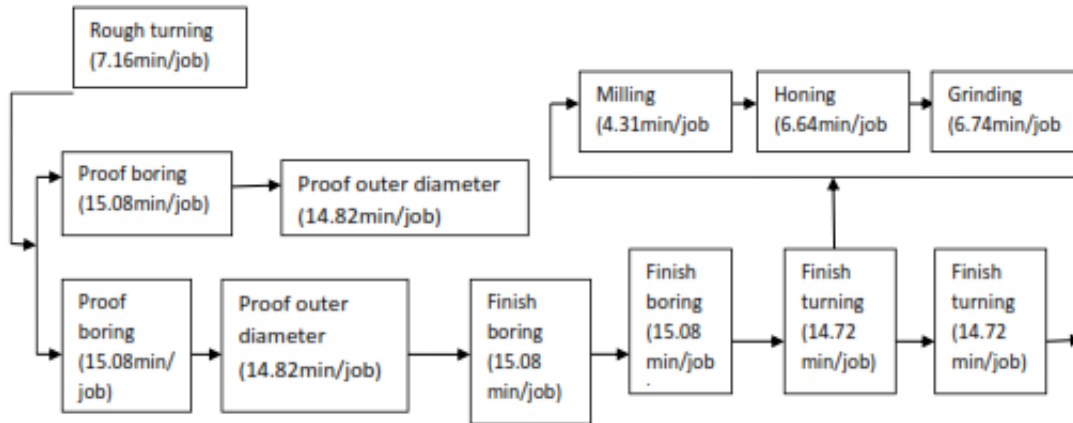 Rough turning
(7.16min/job)
Milling
(4.31min/job
Honing
(6.64min/job
Grinding
(6.74min/job
Proof boring
(15.08min/job)
Proof outer diameter
(14.82min/job)
Proof
boring
(15.08min/
job)
Proof outer
diameter
(14.82min/job)
Finish
boring
(15.08
min/job)
Finish
boring
(15.08
min/job
.
Finish
turning
(14.72
min/job)
Finish
turning
(14.72
min/job)